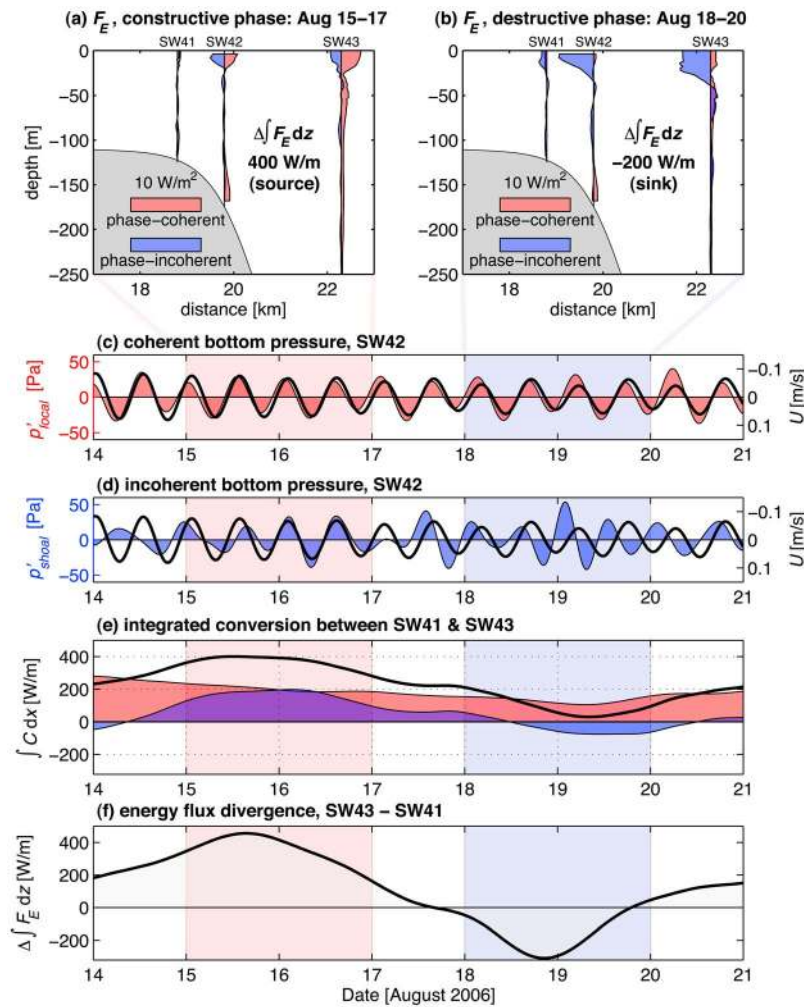 (a) F_E, constructive phase: Aug 15−17
(b) F_E, destructive phase: Aug 18−20
SW41 SW42 SW43
SW41 SW42 SW43
0
−50
−100
−150
−200
−250
depth [m]
Δ∫F_E dz
400 W/m
(source)
10 W/m²
phase−coherent
phase−incoherent
18 20 22
distance [km]
0
−50
−100
−150
−200
−250
Δ∫F_E dz
−200 W/m
(sink)
10 W/m²
phase−coherent
phase−incoherent
18 20 22
distance [km]
(c) coherent bottom pressure, SW42
p'_local [Pa]
50
0
−50
−0.1
0
0.1
U [m/s]
14 15 16 17 18 19 20 21
(d) incoherent bottom pressure, SW42
p'_shoal [Pa]
50
0
−50
−0.1
0
0.1
U [m/s]
14 15 16 17 18 19 20 21
(e) integrated conversion between SW41 & SW43
∫ C dx [W/m]
400
200
0
−200
14 15 16 17 18 19 20 21
(f) energy flux divergence, SW43 − SW41
Δ∫F_E dz [W/m]
400
200
0
−200
14 15 16 17 18 19 20 21
Date [August 2006]